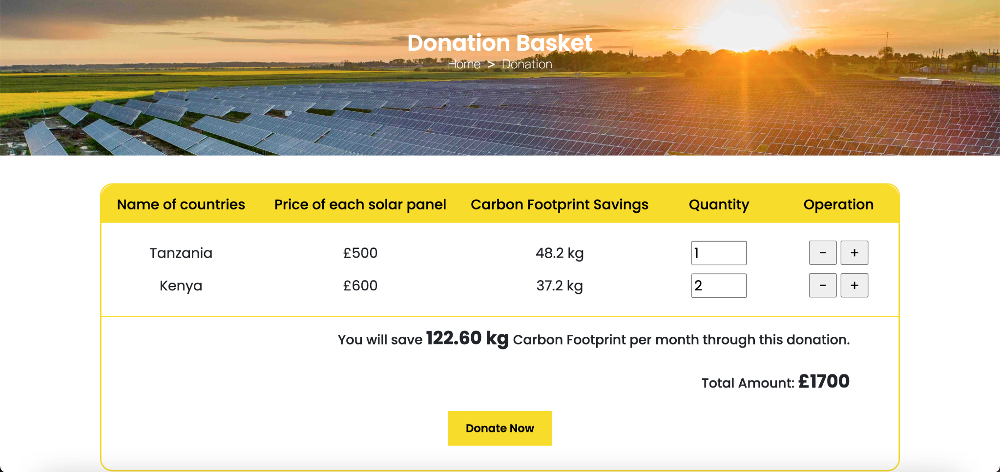 Donation Basket
Home > Donation
Name of countries Price of each solar panel Carbon Footprint Savings Quantity Operation
Tanzania £500 48.2 kg 1 - +
Kenya £600 37.2 kg 2 - +
You will save 122.60 kg Carbon Footprint per month through this donation.
Total Amount: £1700
Donate Now